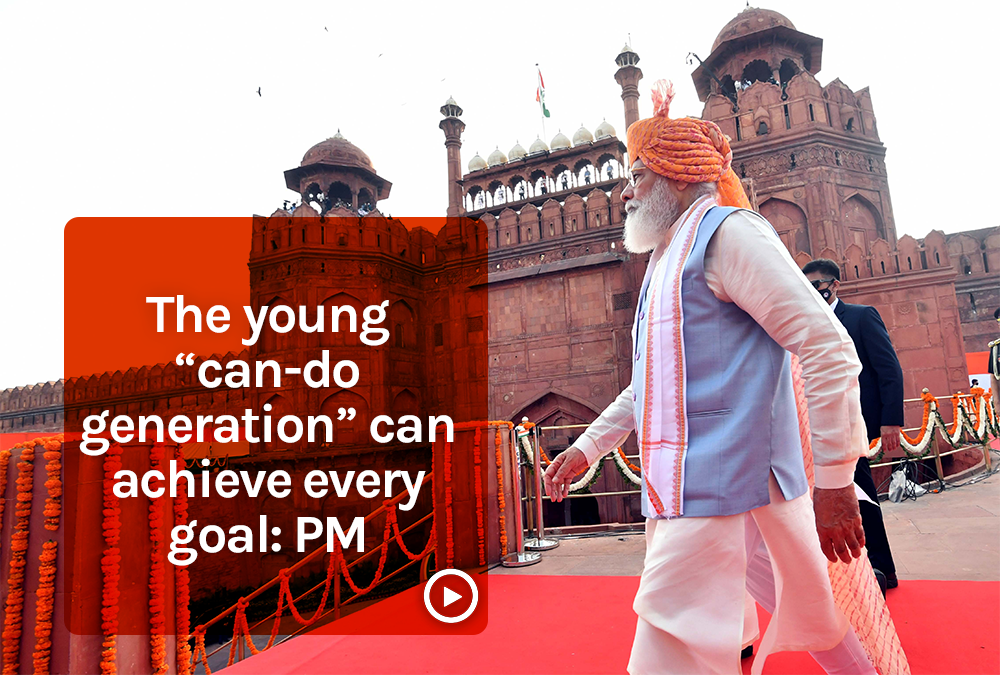 The young
“can-do
generation” can
achieve every
goal: PM